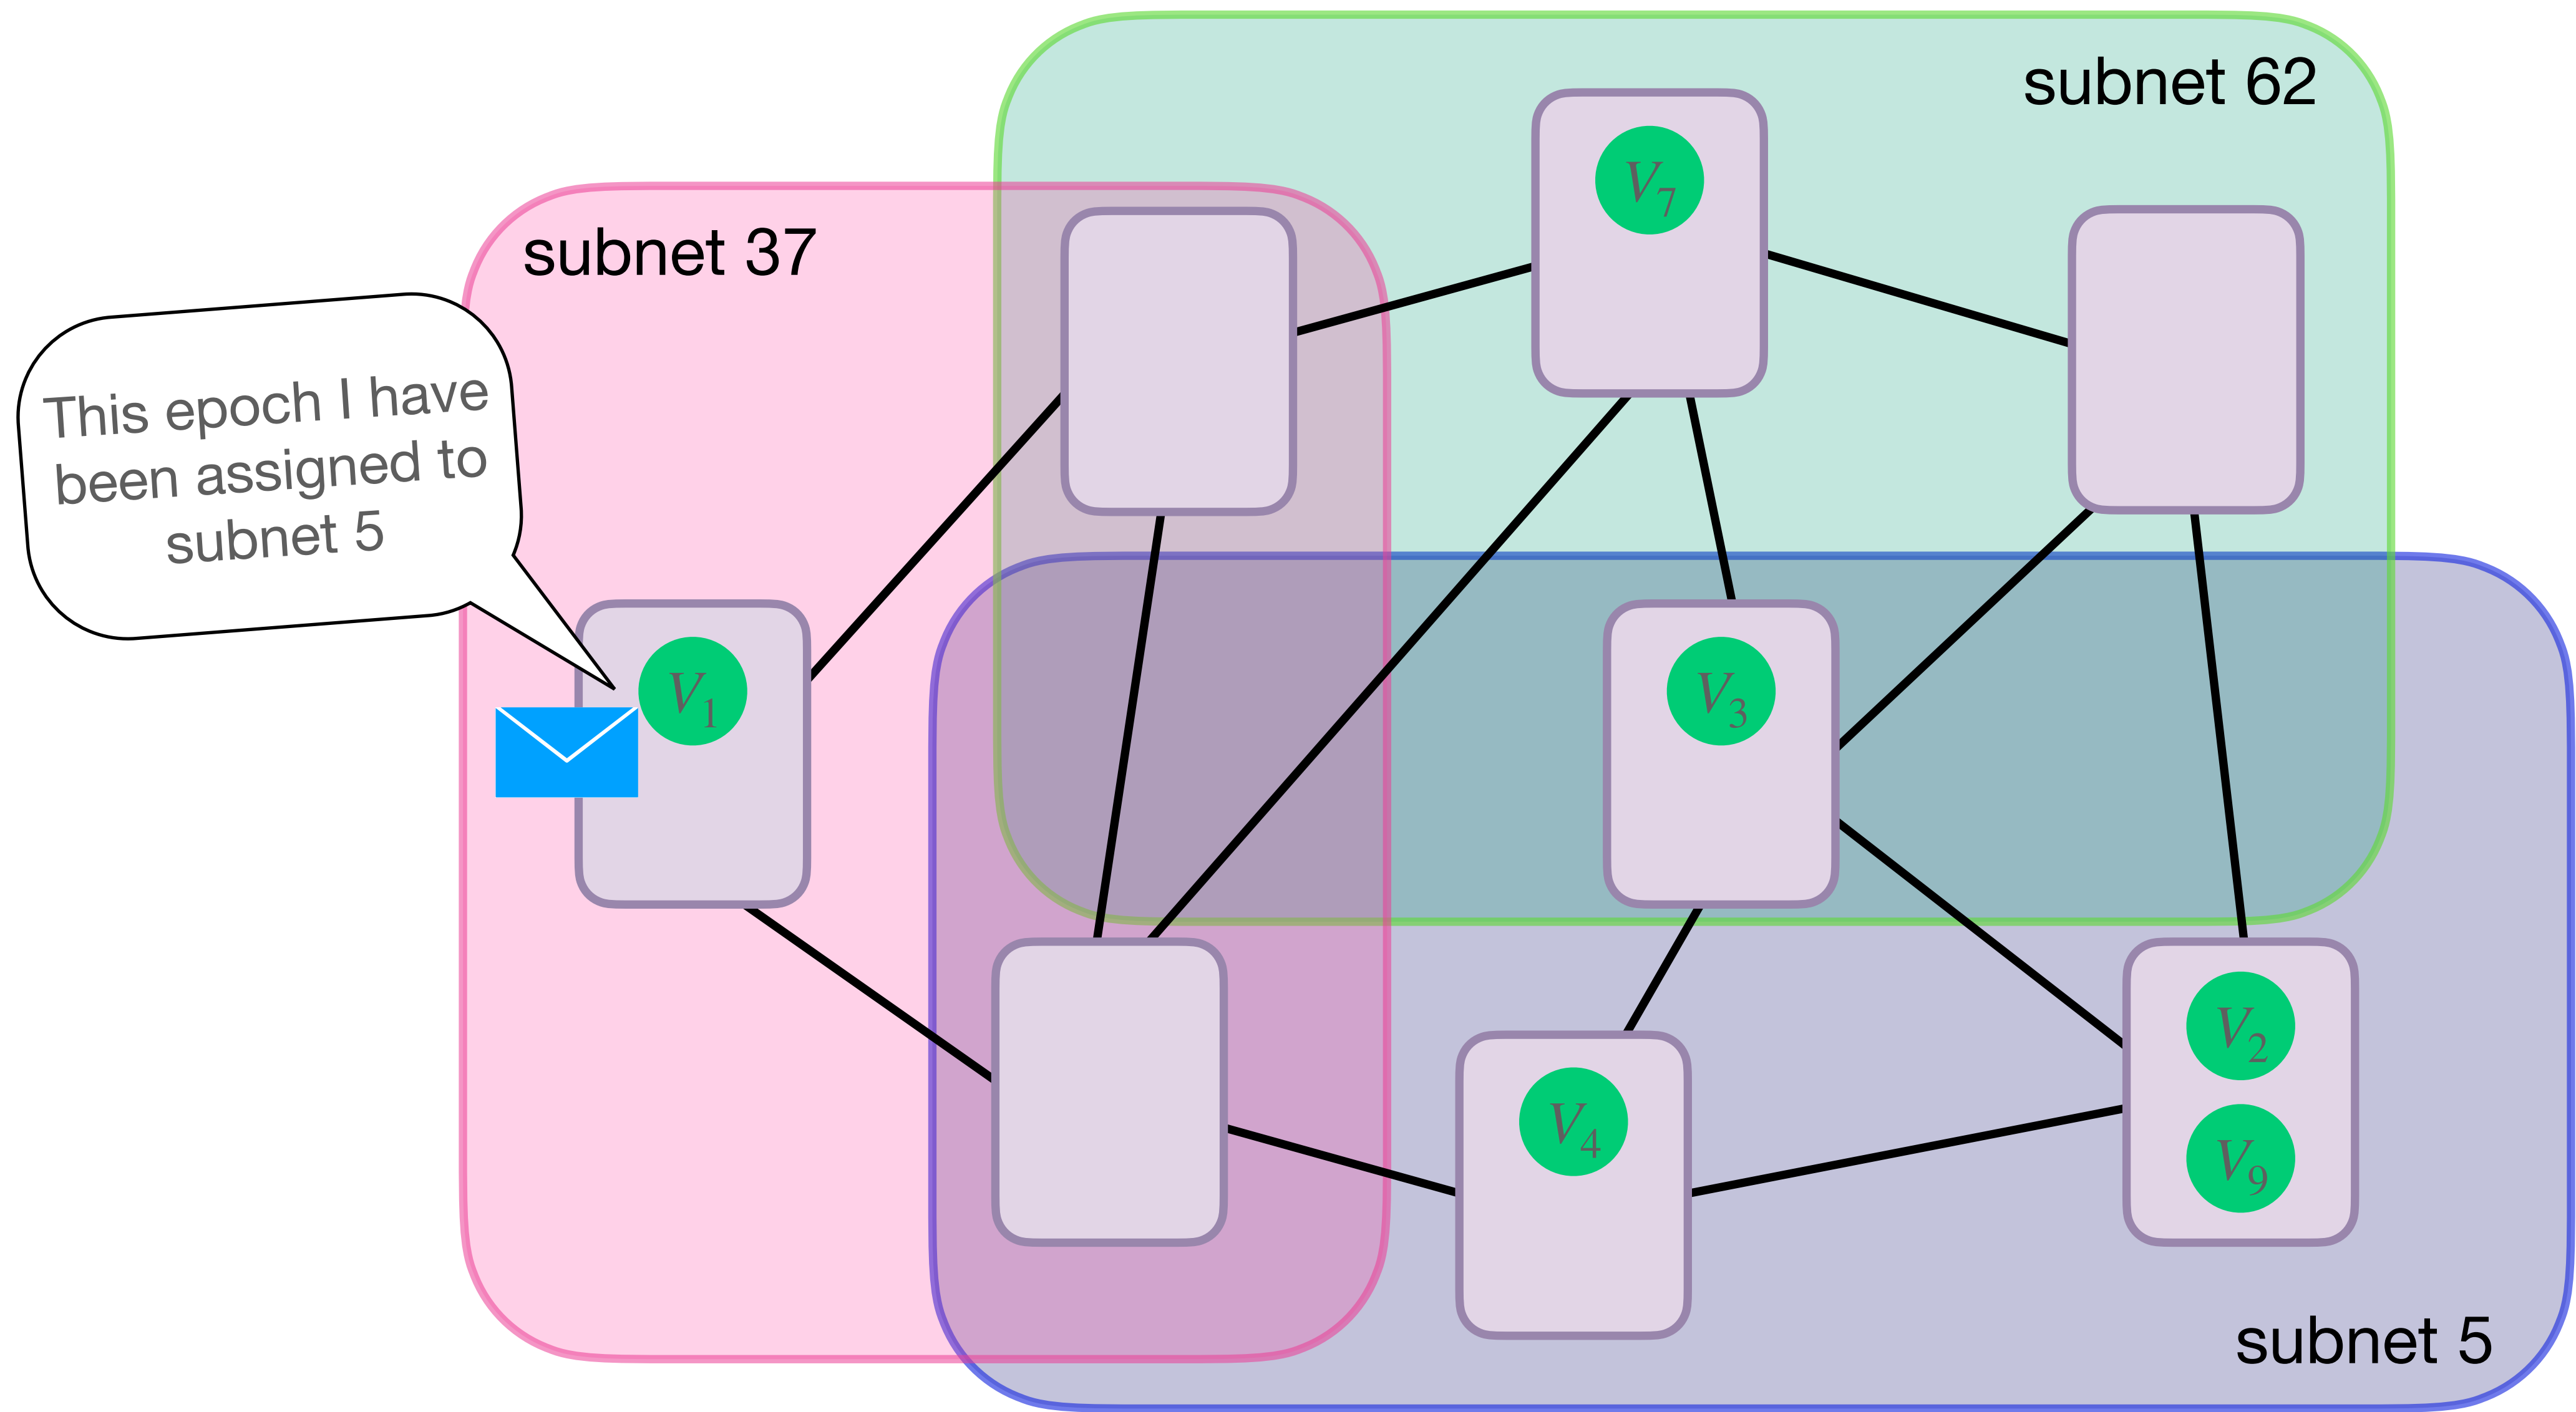 subnet 62
V7
subnet 37
This epoch I have
been assigned to
subnet 5
V1
V3
V2
V4
V9
subnet 5